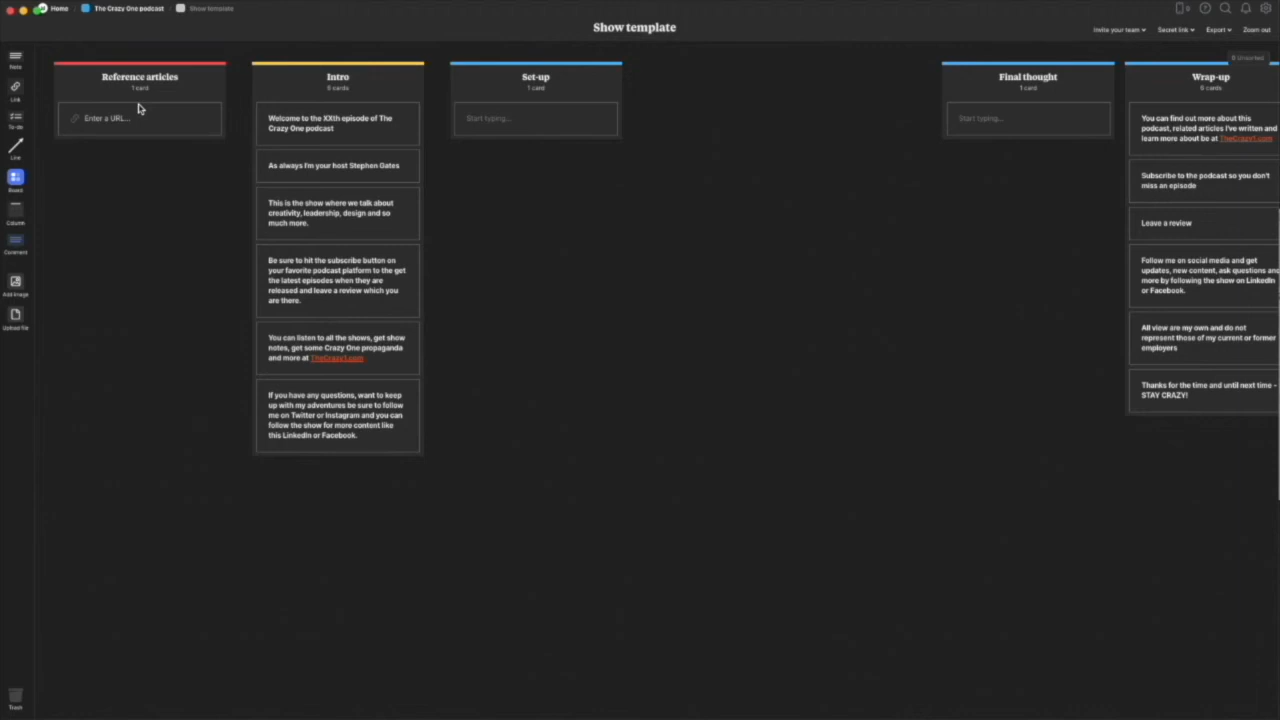 Home
The Crazy One podcast
Show template
Show template
Invite your team
Secret link
Export
Zoom out
0
8 Unsorted
Note
Link
To-do
Line
Board
Column
Comment
Add image
Upload file
Trash
Reference articles
1 card
Enter a URL...
Intro
5 cards
Welcome to the XXth episode of The
Crazy One podcast
As always I'm your host Stephen Gates
This is the show where we talk about
creativity, leadership, design and so
much more.
Be sure to hit the subscribe button on
your favorite podcast platform to the get
the latest episodes when they are
released and leave a review which you
are there.
You can listen to all the shows, get show
notes, get some Crazy One propaganda
and more at TheCrazy1.com
If you have any questions, want to keep
up with my adventures be sure to follow
me on Twitter or Instagram and you can
follow the show for more content like
this LinkedIn or Facebook.
Set-up
1 card
Start typing...
Final thought
1 card
Start typing...
Wrap-up
6 cards
You can find out more about this
podcast, related articles I've written and
learn more about be at TheCrazy1.com
Subscribe to the podcast so you don't
miss an episode
Leave a review
Follow me on social media and get
updates, new content, ask questions and
more by following the show on LinkedIn
or Facebook.
All view are my own and do not
represent those of my current or former
employers
Thanks for the time and until next time -
STAY CRAZY!